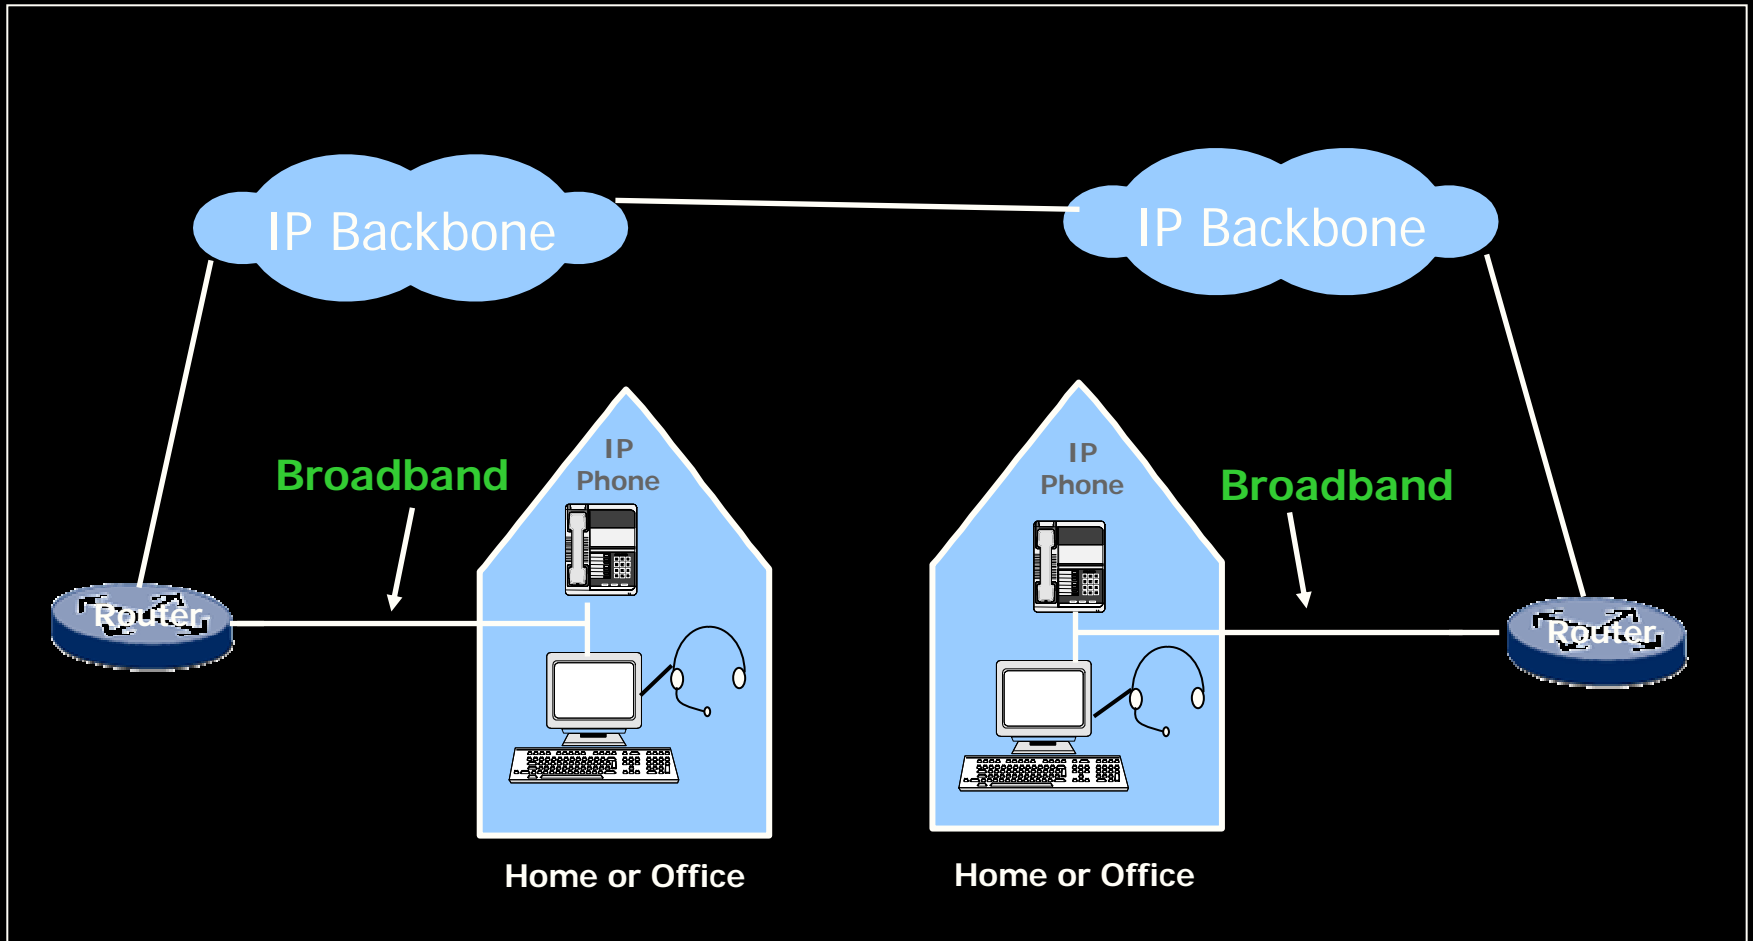 IP Backbone
IP Backbone
IP
Phone
IP
Phone
Broadband
Broadband
Router
Router
Home or Office
Home or Office